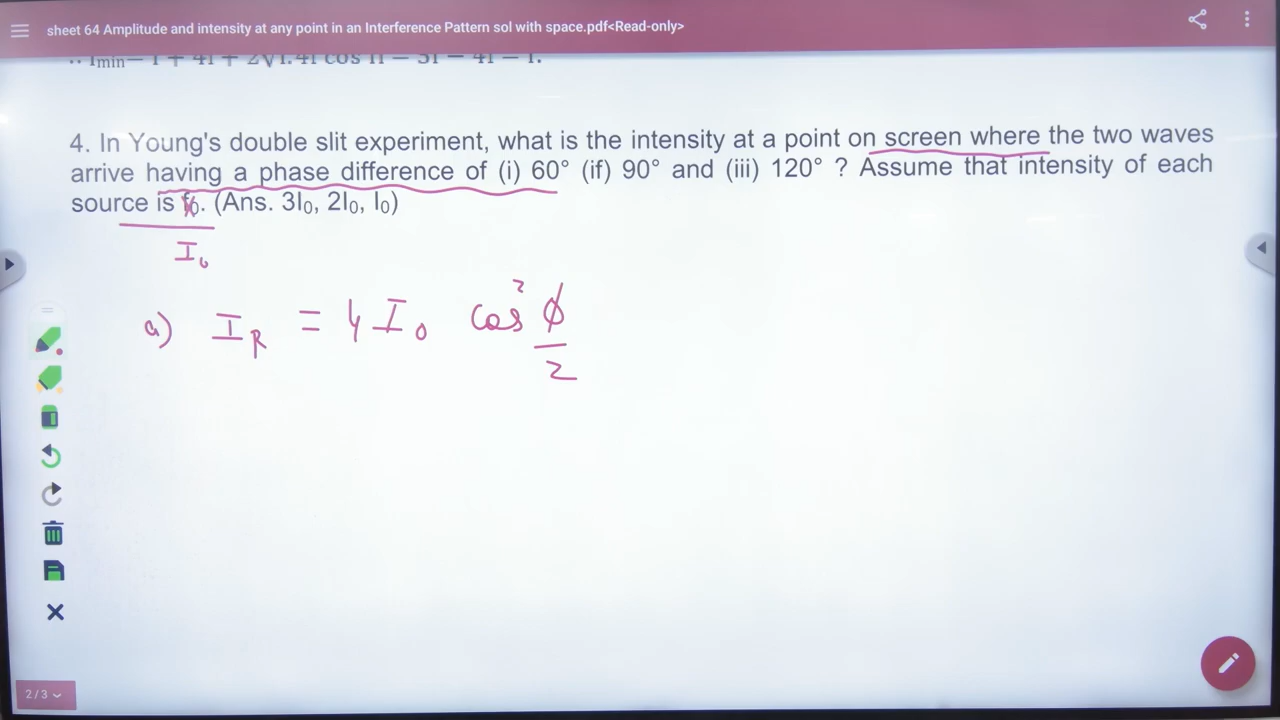 sheet 64 Amplitude and intensity at any point in an Interference Pattern sol with space.pdf<Read-only>
4. In Young's double slit experiment, what is the intensity at a point on screen where the two waves
arrive having a phase difference of (i) 60° (if) 90° and (iii) 120° ? Assume that intensity of each
source is I₀. (Ans. 3I₀, 2I₀, I₀)
I₀
a) I_R = 4 I₀ cos² ϕ/2
2/3